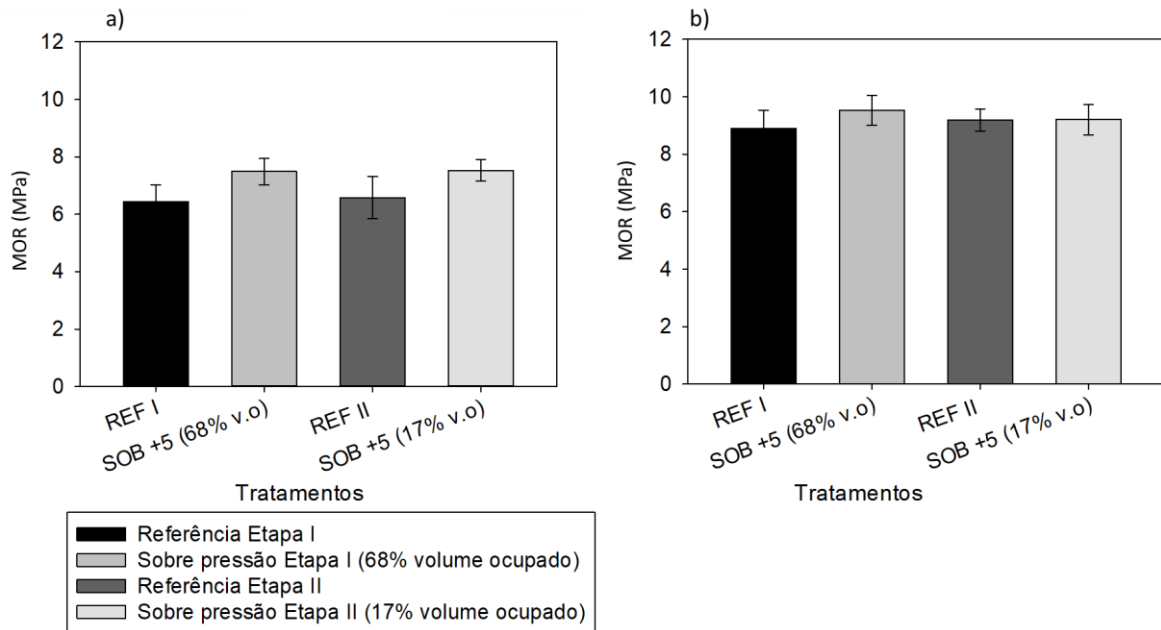 a)
12
10
8
6
4
2
0
MOR (MPa)
REF I
SOB +5 (68% v.o)
REF II
SOB +5 (17% v.o)
Tratamentos
Referência Etapa I
Sobre pressão Etapa I (68% volume ocupado)
Referência Etapa II
Sobre pressão Etapa II (17% volume ocupado)
b)
12
10
8
6
4
2
0
MOR (MPa)
REF I
SOB +5 (68% v.o)
REF II
SOB +5 (17% v.o)
Tratamentos